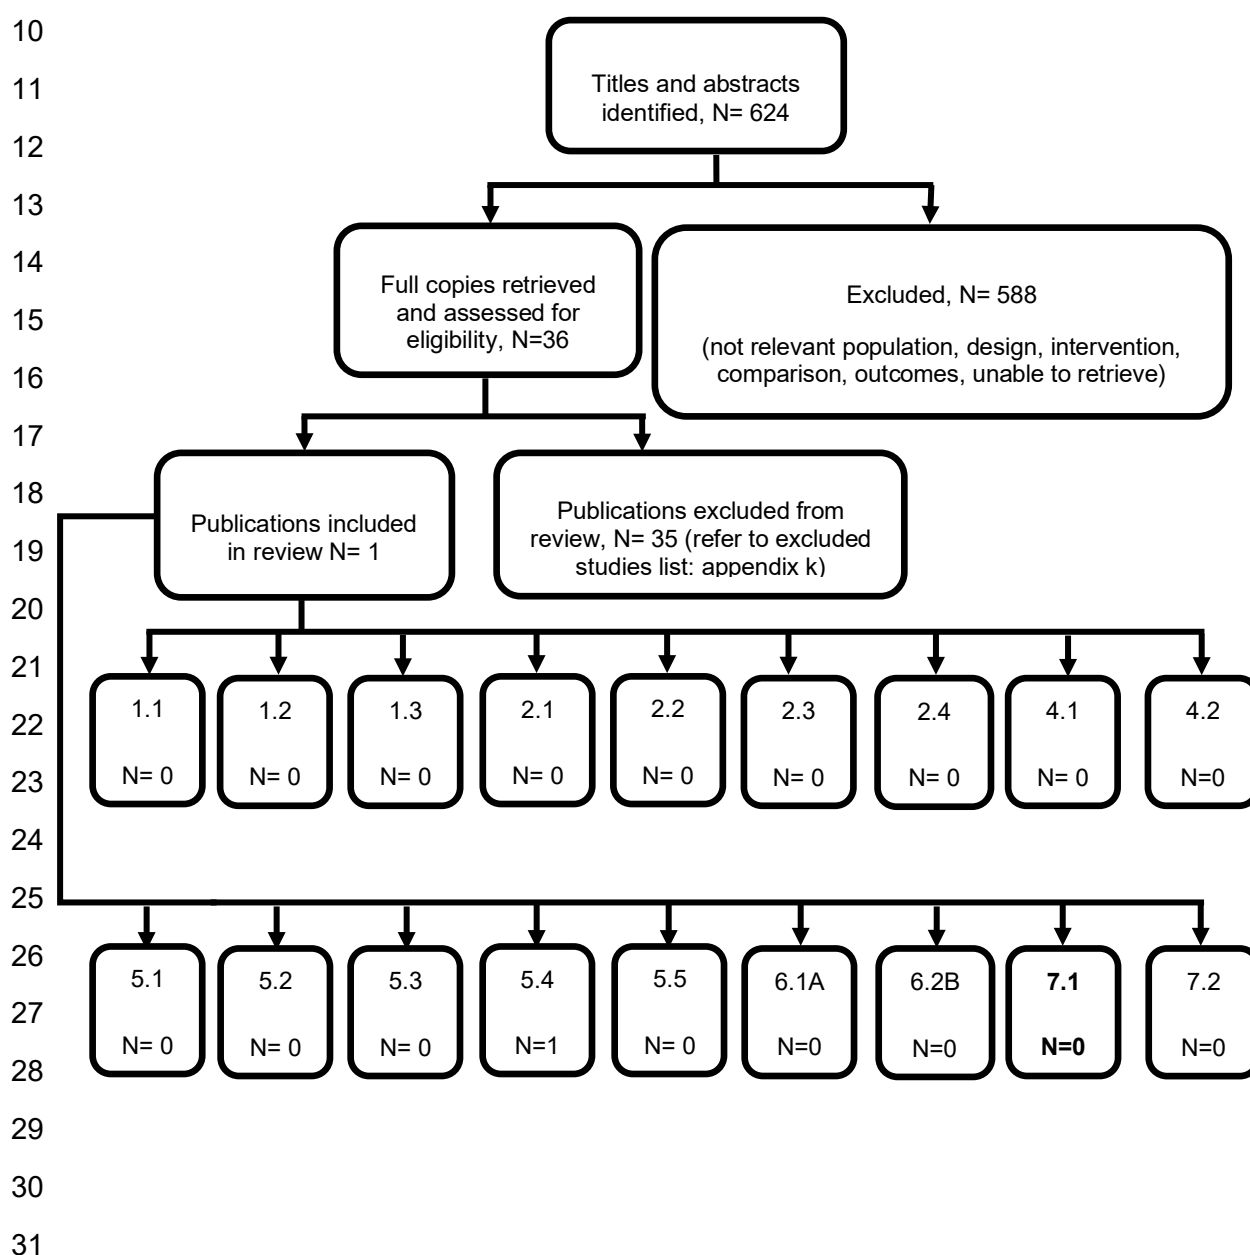 10
Titles and abstracts
11
identified, N= 624
12
13
14
Full copies retrieved
and assessed for
eligibility, N=36
Excluded, N= 588
15
(not relevant population, design, intervention,
comparison, outcomes, unable to retrieve)
16
17
18
Publications included
in review N= 1
Publications excluded from
review, N= 35 (refer to excluded
studies list: appendix k)
19
20
21
1.1
N= 0
1.2
N= 0
1.3
N= 0
2.1
N= 0
2.2
N= 0
2.3
N= 0
2.4
N= 0
4.1
N= 0
4.2
N=0
22
23
24
25
26
5.1
N= 0
5.2
N= 0
5.3
N= 0
5.4
N=1
5.5
N= 0
6.1A
N=0
6.2B
N=0
7.1
N=0
7.2
N=0
27
28
29
30
31